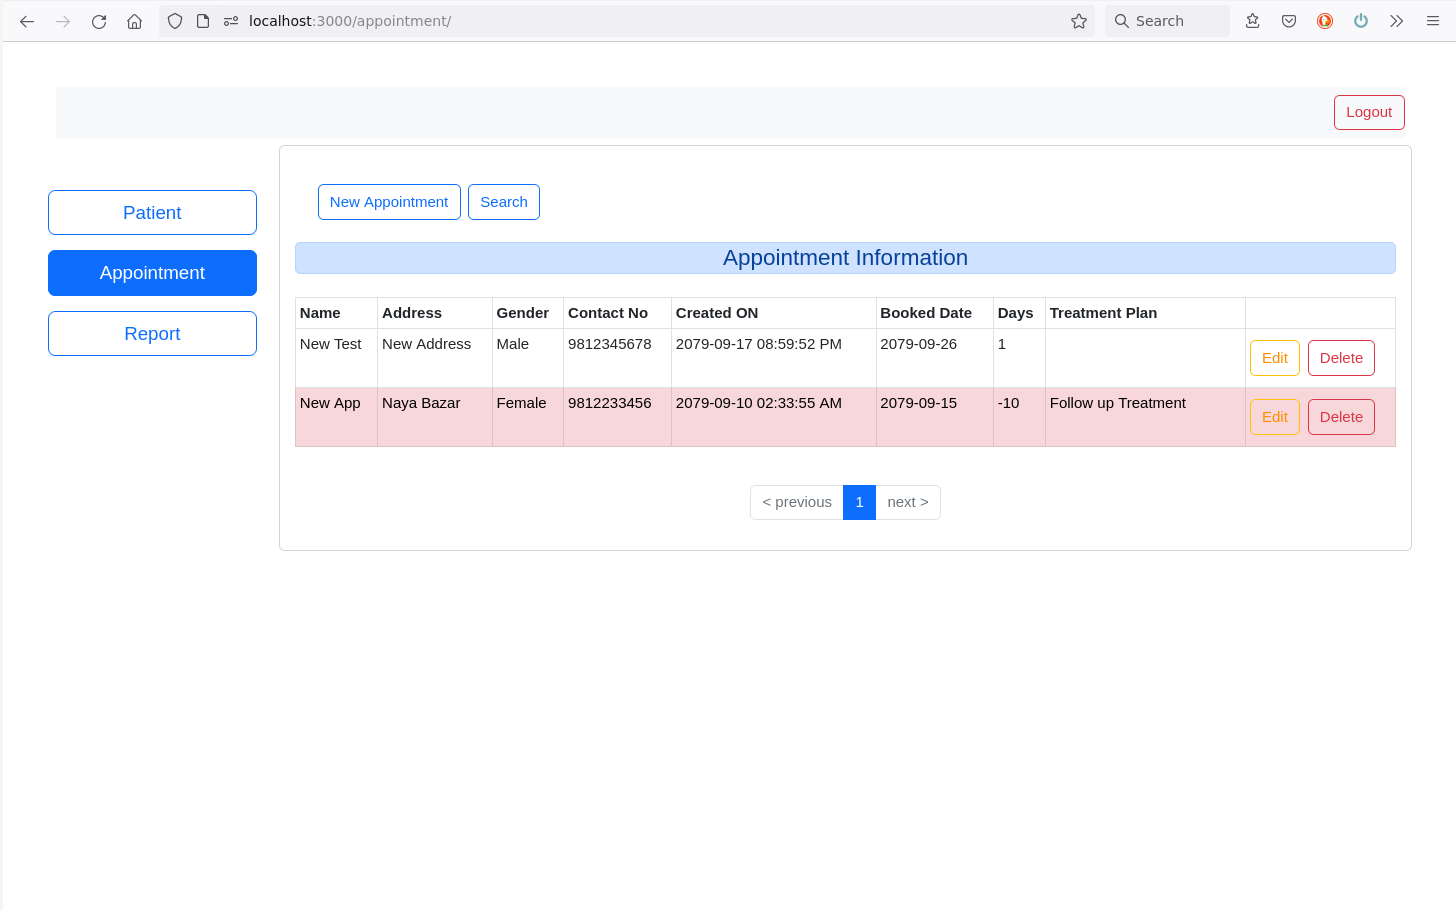 localhost:3000/appointment/ Search
Logout
Patient
Appointment
Report
New Appointment Search
Appointment Information
Name Address Gender Contact No Created ON Booked Date Days Treatment Plan
New Test New Address Male 9812345678 2079-09-17 08:59:52 PM 2079-09-26 1 Edit Delete
New App Naya Bazar Female 9812233456 2079-09-10 02:33:55 AM 2079-09-15 -10 Follow up Treatment Edit Delete
< previous 1 next >